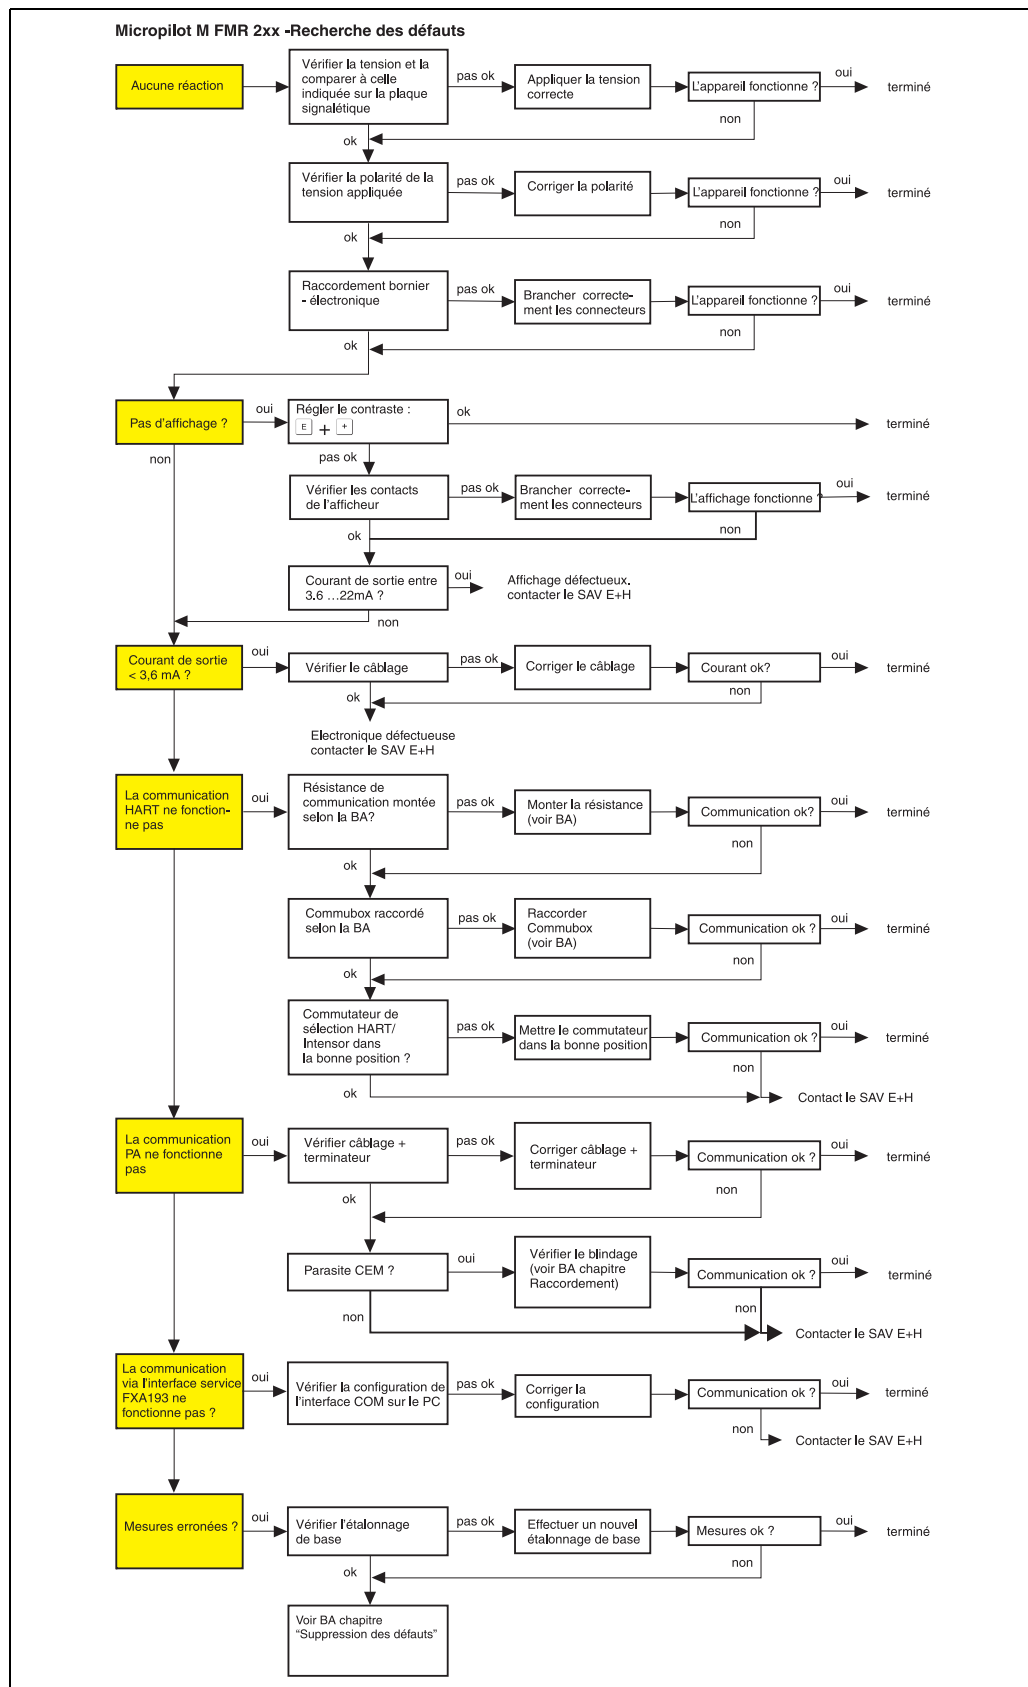 Micropilot M FMR 2xx -Recherche des défauts
Aucune réaction
Vérifier la tension et la
comparer à celle
indiquée sur la plaque
signalétique
pas ok
Appliquer la tension
correcte
L'appareil fonctionne ?
oui
terminé
non
ok
Vérifier la polarité de la
tension appliquée
pas ok
Corriger la polarité
L'appareil fonctionne ?
oui
terminé
non
ok
Raccordement bornier
- électronique
pas ok
Brancher correcte-
ment les connecteurs
L'appareil fonctionne ?
oui
terminé
non
ok
Pas d'affichage ?
oui
Régler le contraste :
E + +
ok
terminé
non
pas ok
Vérifier les contacts
de l'afficheur
pas ok
Brancher correcte-
ment les connecteurs
L'affichage fonctionne ?
oui
terminé
non
ok
Courant de sortie entre
3.6 ...22mA ?
oui
Affichage défectueux.
contacter le SAV E+H
non
Courant de sortie
< 3,6 mA ?
oui
Vérifier le câblage
pas ok
Corriger le câblage
Courant ok?
oui
terminé
non
ok
Electronique défectueuse
contacter le SAV E+H
La communication
HART ne fonction-
ne pas
oui
Résistance de
communication montée
selon la BA?
pas ok
Monter la résistance
(voir BA)
Communication ok?
oui
terminé
non
ok
Commubox raccordé
selon la BA
pas ok
Raccorder
Commubox
(voir BA)
Communication ok ?
oui
terminé
non
ok
Commutateur de
sélection HART/
Intensor dans
la bonne position ?
pas ok
Mettre le commutateur
dans la bonne position
Communication ok ?
oui
terminé
non
ok
Contact le SAV E+H
La communication
PA ne fonctionne
pas
oui
Vérifier câblage +
terminateur
pas ok
Corriger câblage +
terminateur
Communication ok ?
oui
terminé
non
ok
Parasite CEM ?
oui
Vérifier le blindage
(voir BA chapitre
Raccordement)
Communication ok ?
oui
terminé
non
non
Contacter le SAV E+H
La communication
via l'interface service
FXA193 ne
fonctionne pas ?
oui
Vérifier la configuration de
l'interface COM sur le PC
pas ok
Corriger la
configuration
Communication ok ?
oui
terminé
non
Contacter le SAV E+H
Mesures erronées ?
oui
Vérifier l'étalonnage
de base
pas ok
Effectuer un nouvel
étalonnage de base
Mesures ok ?
oui
terminé
non
ok
Voir BA chapitre
"Suppression des défauts"